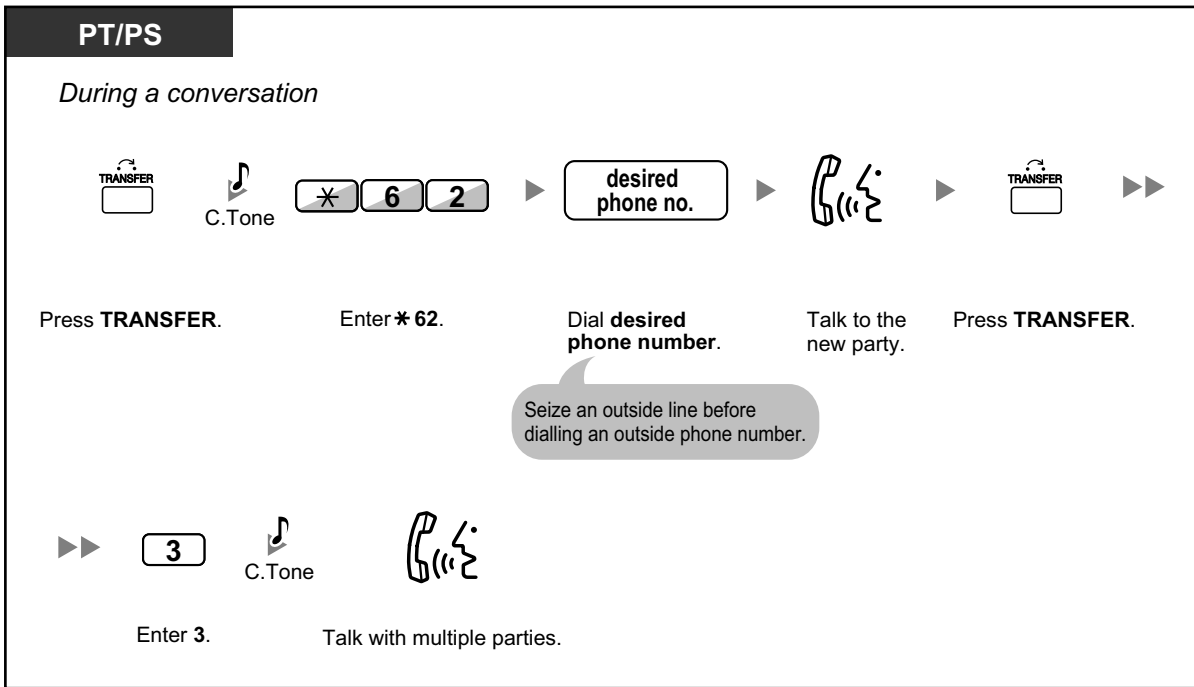 PT/PS
During a conversation
TRANSFER
C.Tone
* 6 2
desired
phone no.
TRANSFER
Press TRANSFER.
Enter * 62.
Dial desired
phone number.
Talk to the
new party.
Press TRANSFER.
Seize an outside line before
dialling an outside phone number.
3
C.Tone
Enter 3.
Talk with multiple parties.